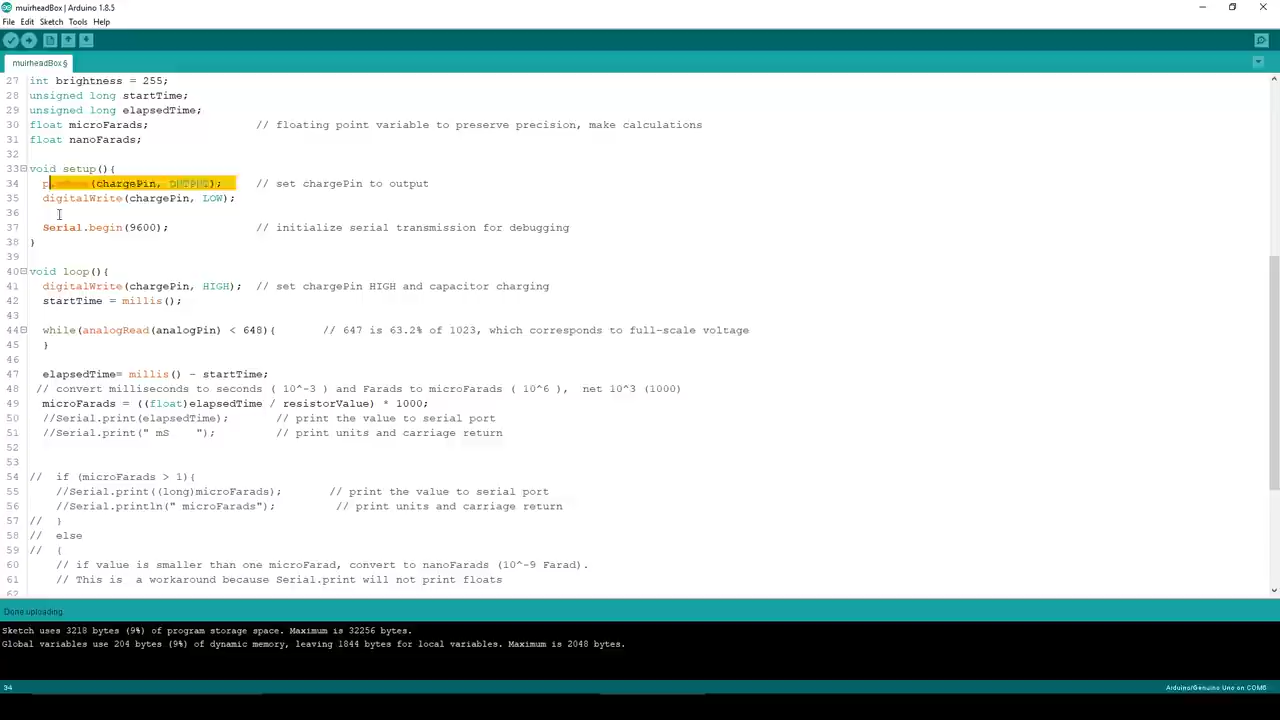 muirheadBox | Arduino 1.8.5
File Edit Sketch Tools Help
muirheadBox§
27 int brightness = 255;
28 unsigned long startTime;
29 unsigned long elapsedTime;
30 float microFarads; // floating point variable to preserve precision, make calculations
31 float nanoFarads;
32
33 void setup(){
34 pinMode(chargePin, OUTPUT); // set chargePin to output
35 digitalWrite(chargePin, LOW);
36
37 Serial.begin(9600); // initialize serial transmission for debugging
38 }
39
40 void loop(){
41 digitalWrite(chargePin, HIGH); // set chargePin HIGH and capacitor charging
42 startTime = millis();
43
44 while(analogRead(analogPin) < 648){ // 647 is 63.2% of 1023, which corresponds to full-scale voltage
45 }
46
47 elapsedTime= millis() - startTime;
48 // convert milliseconds to seconds ( 10^-3 ) and Farads to microFarads ( 10^6 ), net 10^3 (1000)
49 microFarads = ((float)elapsedTime / resistorValue) * 1000;
50 //Serial.print(elapsedTime); // print the value to serial port
51 //Serial.print(" mS "); // print units and carriage return
52
53
54 // if (microFarads > 1){
55 //Serial.print((long)microFarads); // print the value to serial port
56 //Serial.println(" microFarads"); // print units and carriage return
57 // }
58 // else
59 // {
60 // if value is smaller than one microFarad, convert to nanoFarads (10^-9 Farad).
61 // This is a workaround because Serial.print will not print floats
62
Done uploading.
Sketch uses 3218 bytes (9%) of program storage space. Maximum is 32256 bytes.
Global variables use 204 bytes (9%) of dynamic memory, leaving 1844 bytes for local variables. Maximum is 2048 bytes.
34 Arduino/Genuino Uno on COM6